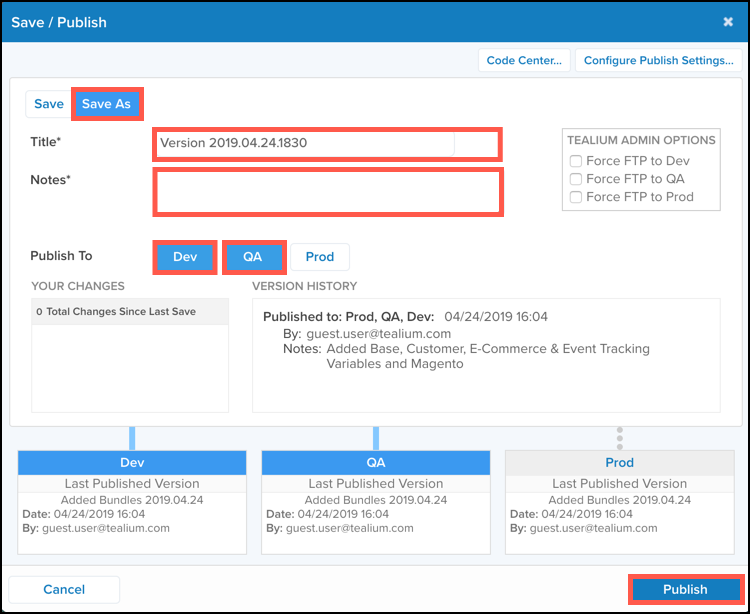 Save / Publish ✖
Code Center... Configure Publish Settings...
Save Save As
Title* Version 2019.04.24.1830
TEALIUM ADMIN OPTIONS
Force FTP to Dev
Force FTP to QA
Force FTP to Prod
Notes*
Publish To Dev QA Prod
YOUR CHANGES
0 Total Changes Since Last Save
VERSION HISTORY
Published to: Prod, QA, Dev: 04/24/2019 16:04
By: guest.user@tealium.com
Notes: Added Base, Customer, E-Commerce & Event Tracking
Variables and Magento
Dev
Last Published Version
Added Bundles 2019.04.24
Date: 04/24/2019 16:04
By: guest.user@tealium.com
QA
Last Published Version
Added Bundles 2019.04.24
Date: 04/24/2019 16:04
By: guest.user@tealium.com
Prod
Last Published Version
Added Bundles 2019.04.24
Date: 04/24/2019 16:04
By: guest.user@tealium.com
Cancel Publish